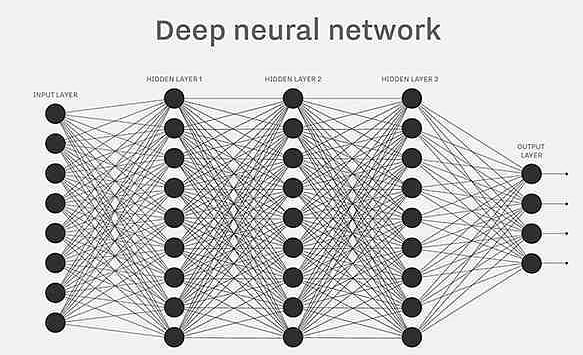 Deep neural network
INPUT LAYER
HIDDEN LAYER 1
HIDDEN LAYER 2
HIDDEN LAYER 3
OUTPUT
LAYER